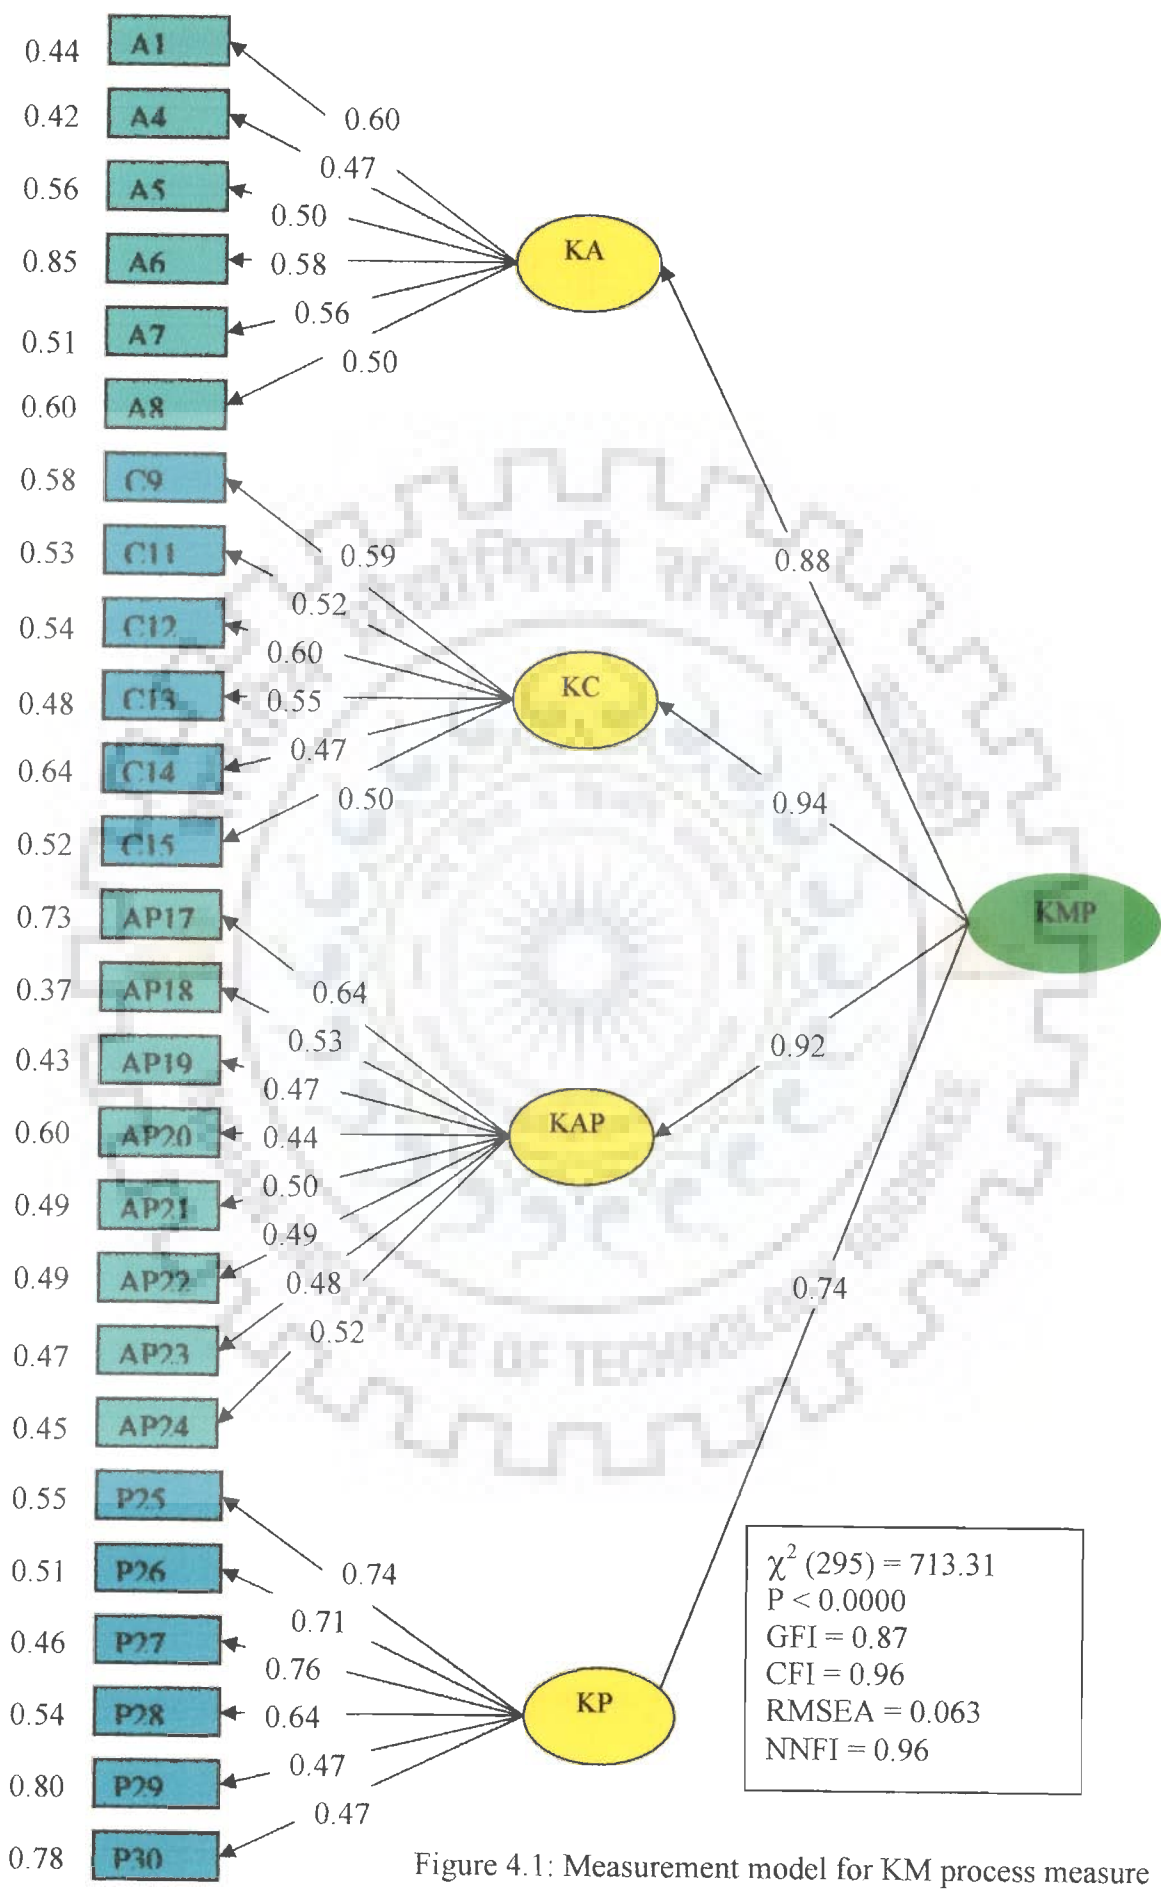 0.44 A1
0.60
0.42 A4
0.47
0.56 A5
0.50
0.85 A6 0.58
KA
0.56
0.51 A7
0.50
0.60 A8
0.58 C9
0.59
0.88
0.53 C11
0.52
0.54 C12
0.60
0.48 C13 0.55
KC
0.47
0.64 C14
0.50
0.94
0.52 C15
0.73 AP17
KMP
0.64
0.37 AP18
0.53
0.92
0.43 AP19
0.47
0.60 AP20 0.44
KAP
0.50
0.49 AP21
0.49
0.49 AP22
0.48
0.74
0.52
0.47 AP23
0.45 AP24
0.55 P25
0.74
0.51 P26
0.71
0.46 P27
0.76
0.54 P28 0.64
KP
0.47
0.80 P29
0.47
0.78 P30
χ² (295) = 713.31
P < 0.0000
GFI = 0.87
CFI = 0.96
RMSEA = 0.063
NNFI = 0.96
OF TECHNOLO
Figure 4.1: Measurement model for KM process measure